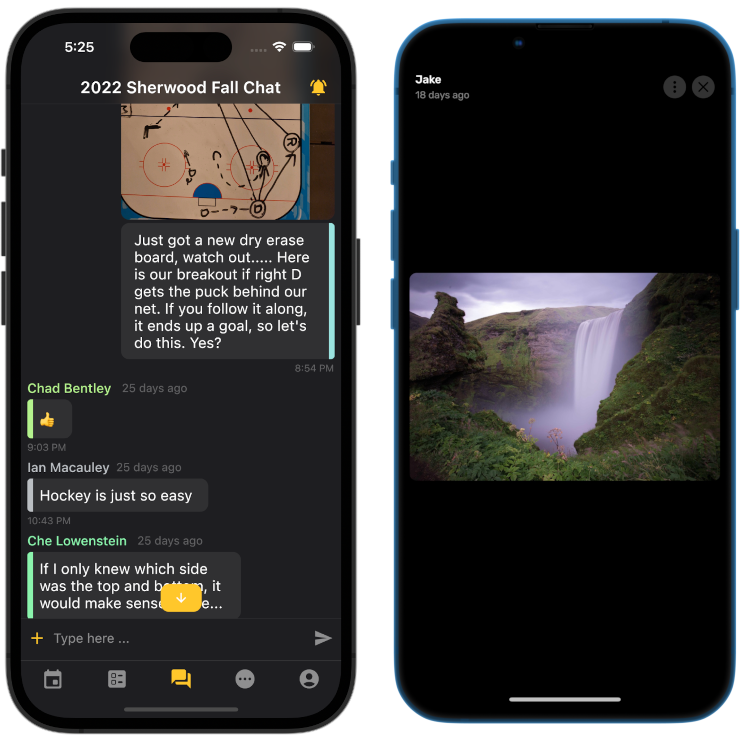 5:25
2022 Sherwood Fall Chat
R
C
C
D2
D
D
Just got a new dry erase
board, watch out..... Here
is our breakout if right D
gets the puck behind our
net. If you follow it along,
it ends up a goal, so let's
do this. Yes?
8:54 PM
Chad Bentley 25 days ago
9:03 PM
Ian Macauley 25 days ago
Hockey is just so easy
10:43 PM
Che Lowenstein 25 days ago
If I only knew which side
was the top and bottom, it
would make sense
Type here ...
Jake
18 days ago